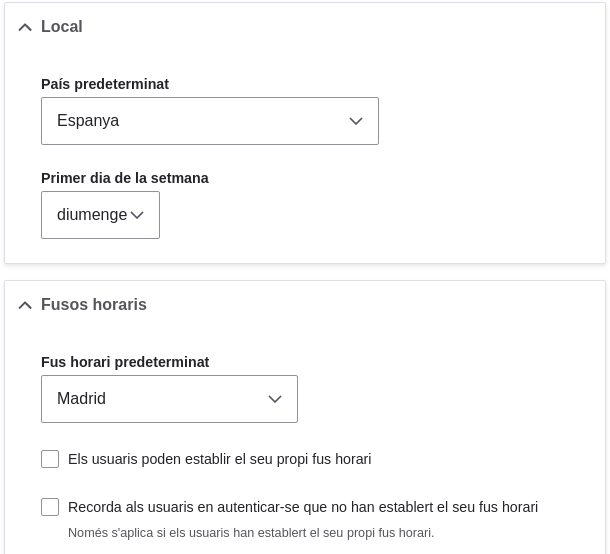 Local
País predeterminat
Espanya
Primer dia de la setmana
diumenge
Fusos horaris
Fus horari predeterminat
Madrid
Els usuaris poden establir el seu propi fus horari
Recorda als usuaris en autenticar-se que no han establert el seu fus horari
Només s'aplica si els usuaris han establert el seu propi fus horari.